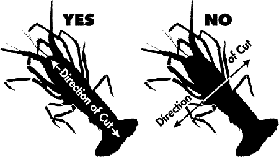 YES
NO
Direction of Cut
Direction of Cut